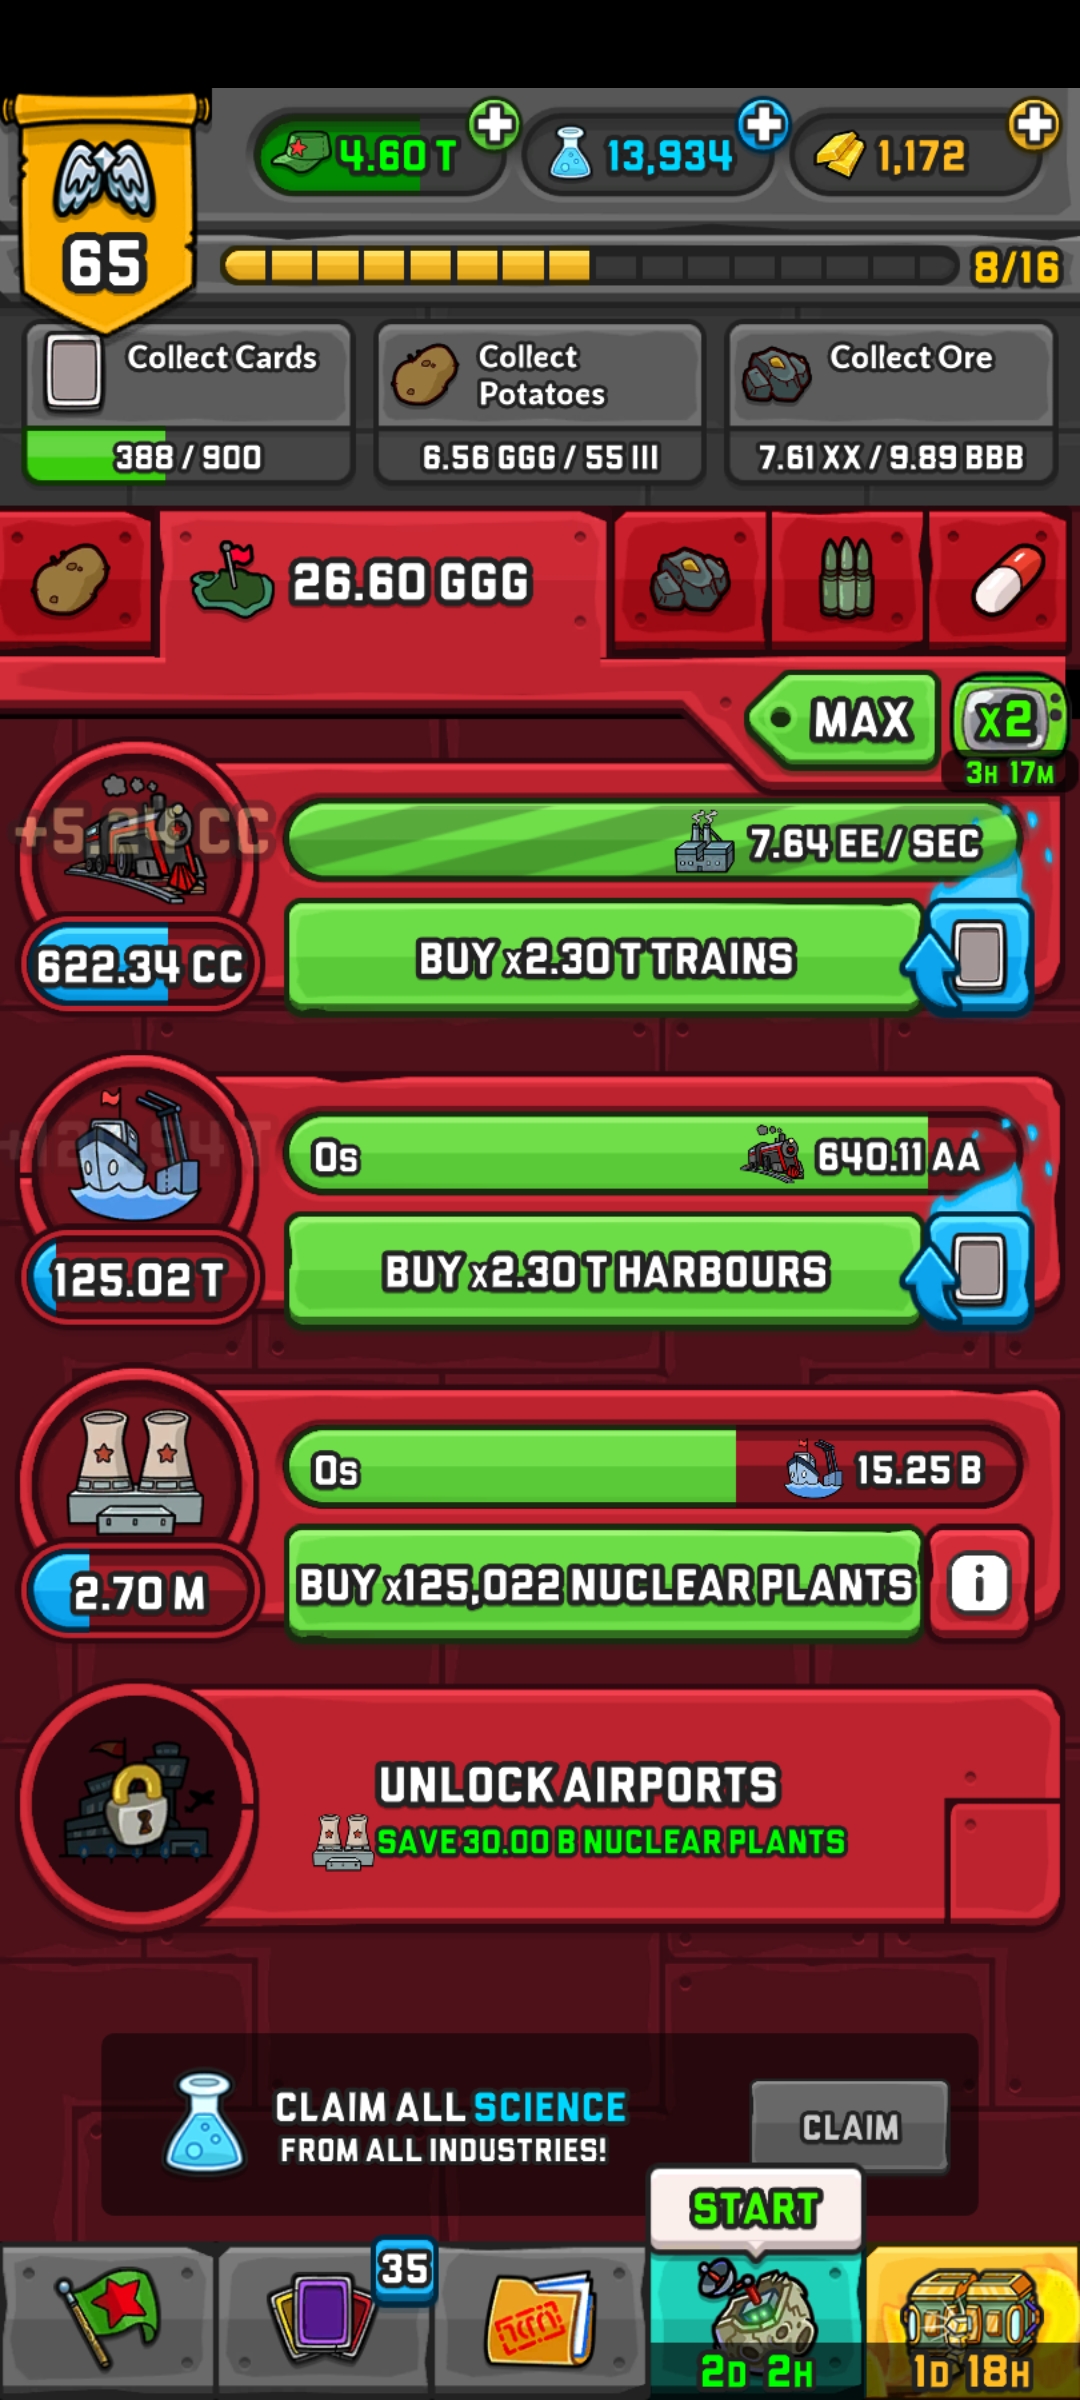 65
4.60 T
13,934
1,172
8/16
Collect Cards
388 / 900
Collect
Potatoes
6.56 GGG / 55 III
Collect Ore
7.61 XX / 9.89 BBB
26.60 GGG
MAX
x2
3H 17M
7.64 EE / SEC
622.34 CC
BUY x2.30 T TRAINS
0s
640.11 AA
125.02 T
BUY x2.30 T HARBOURS
0s
15.25 B
2.70 M
BUY x125,022 NUCLEAR PLANTS
i
UNLOCK AIRPORTS
SAVE 30.00 B NUCLEAR PLANTS
CLAIM ALL SCIENCE
FROM ALL INDUSTRIES!
CLAIM
START
35
2D 2H
1D 18H